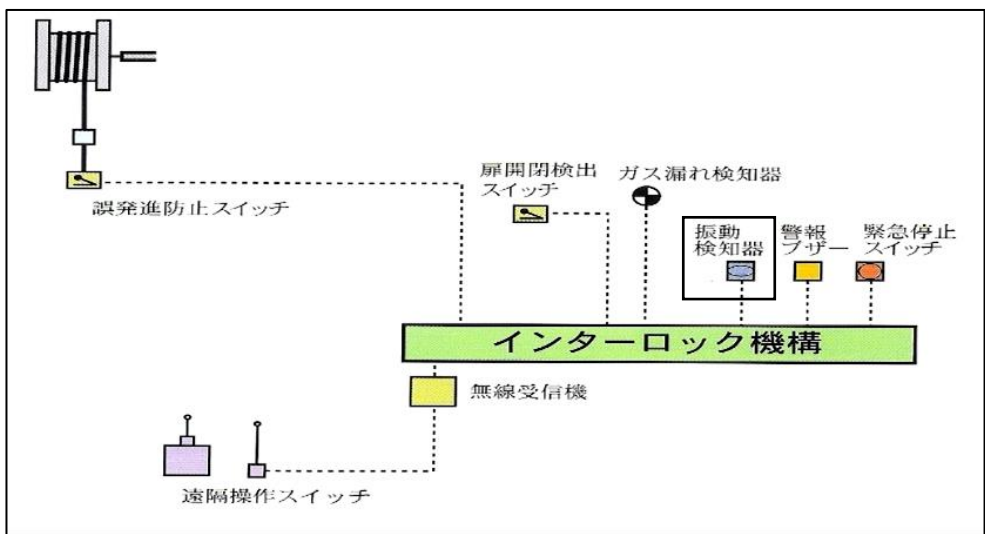 誤発進防止スイッチ
扉開閉検出
スイッチ
ガス漏れ検知器
振動
検知器
警報
ブザー
緊急停止
スイッチ
インターロック機構
無線受信機
遠隔操作スイッチ